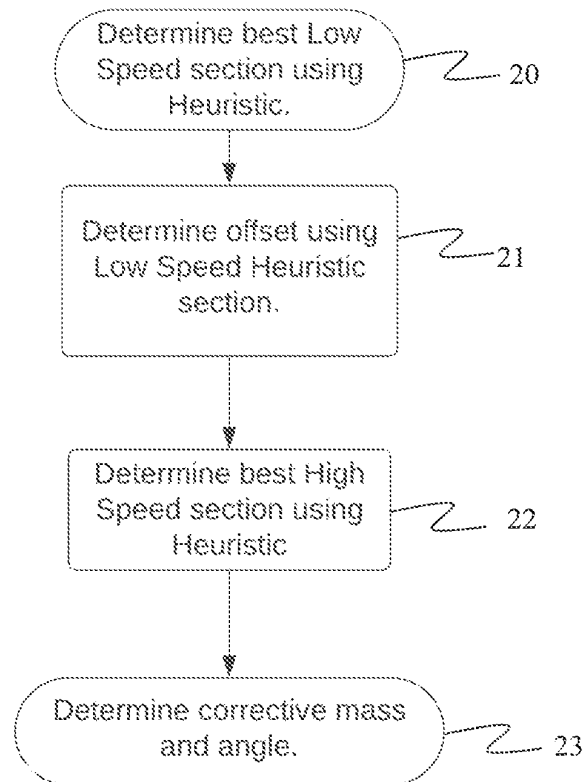 Determine best Low
Speed section using
Heuristic.
20
Determine offset using
Low Speed Heuristic
section.
21
Determine best High
Speed section using
Heuristic
22
Determine corrective mass
and angle.
23